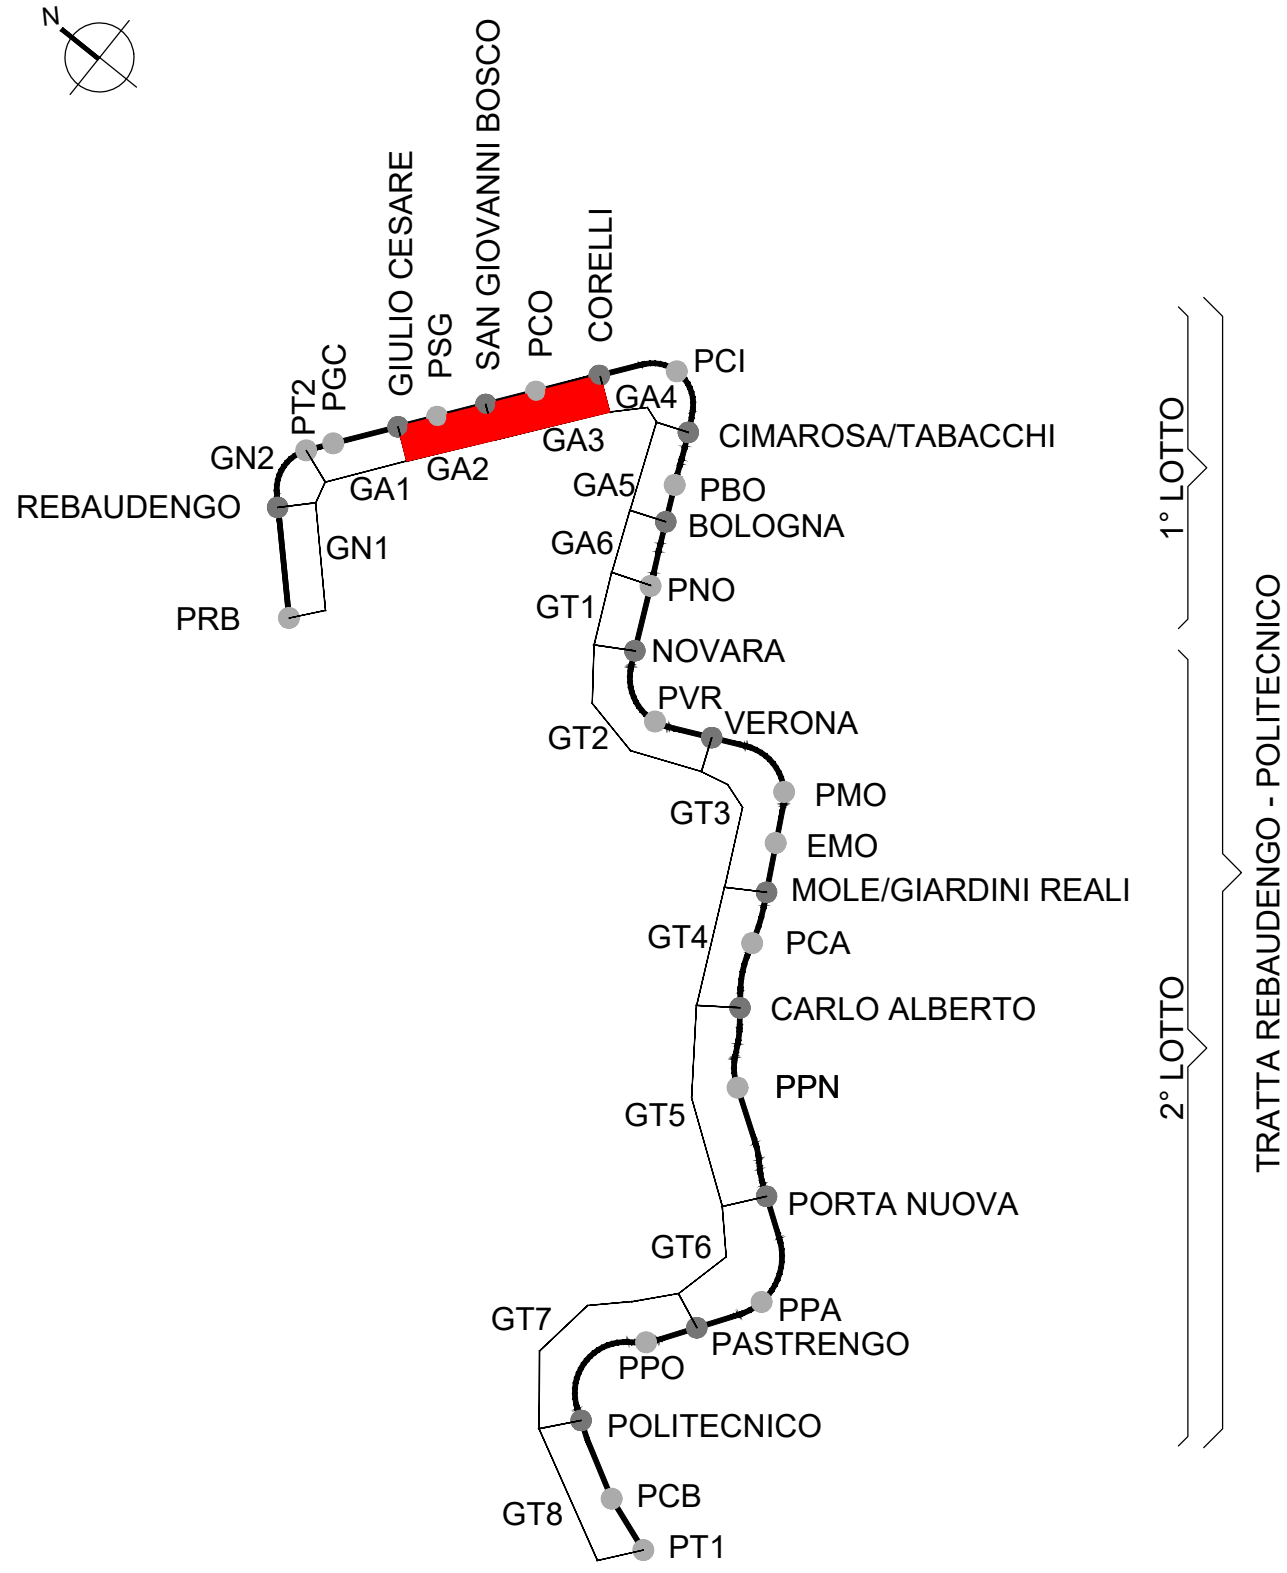 N
GIULIO CESARE
SAN GIOVANNI BOSCO
CORELLI
PT2
PGC
PSG
PCO
PCI
GN2
GA4
REBAUDENGO
GA1
GA2
GA3
CIMAROSA/TABACCHI
GN1
GA5
PBO
BOLOGNA
GA6
PRB
PNO
GT1
NOVARA
PVR
VERONA
GT2
PMO
GT3
EMO
MOLE/GIARDINI REALI
GT4
PCA
CARLO ALBERTO
PPN
GT5
PORTA NUOVA
GT6
PPA
GT7
PASTRENGO
PPO
POLITECNICO
PCB
GT8
PT1
1° LOTTO
2° LOTTO
TRATTA REBAUDENGO - POLITECNICO